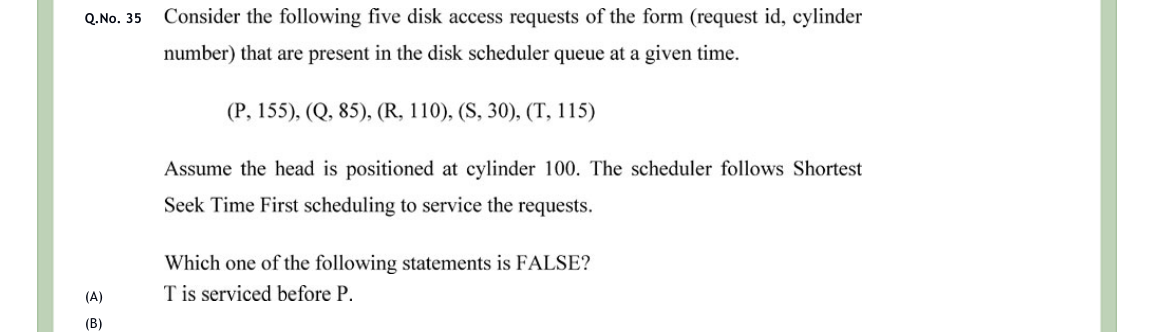 Q.No. 35 Consider the following five disk access requests of the form (request id, cylinder
number) that are present in the disk scheduler queue at a given time.
(P, 155), (Q, 85), (R, 110), (S, 30), (T, 115)
Assume the head is positioned at cylinder 100. The scheduler follows Shortest
Seek Time First scheduling to service the requests.
Which one of the following statements is FALSE?
(A) T is serviced before P.
(B)